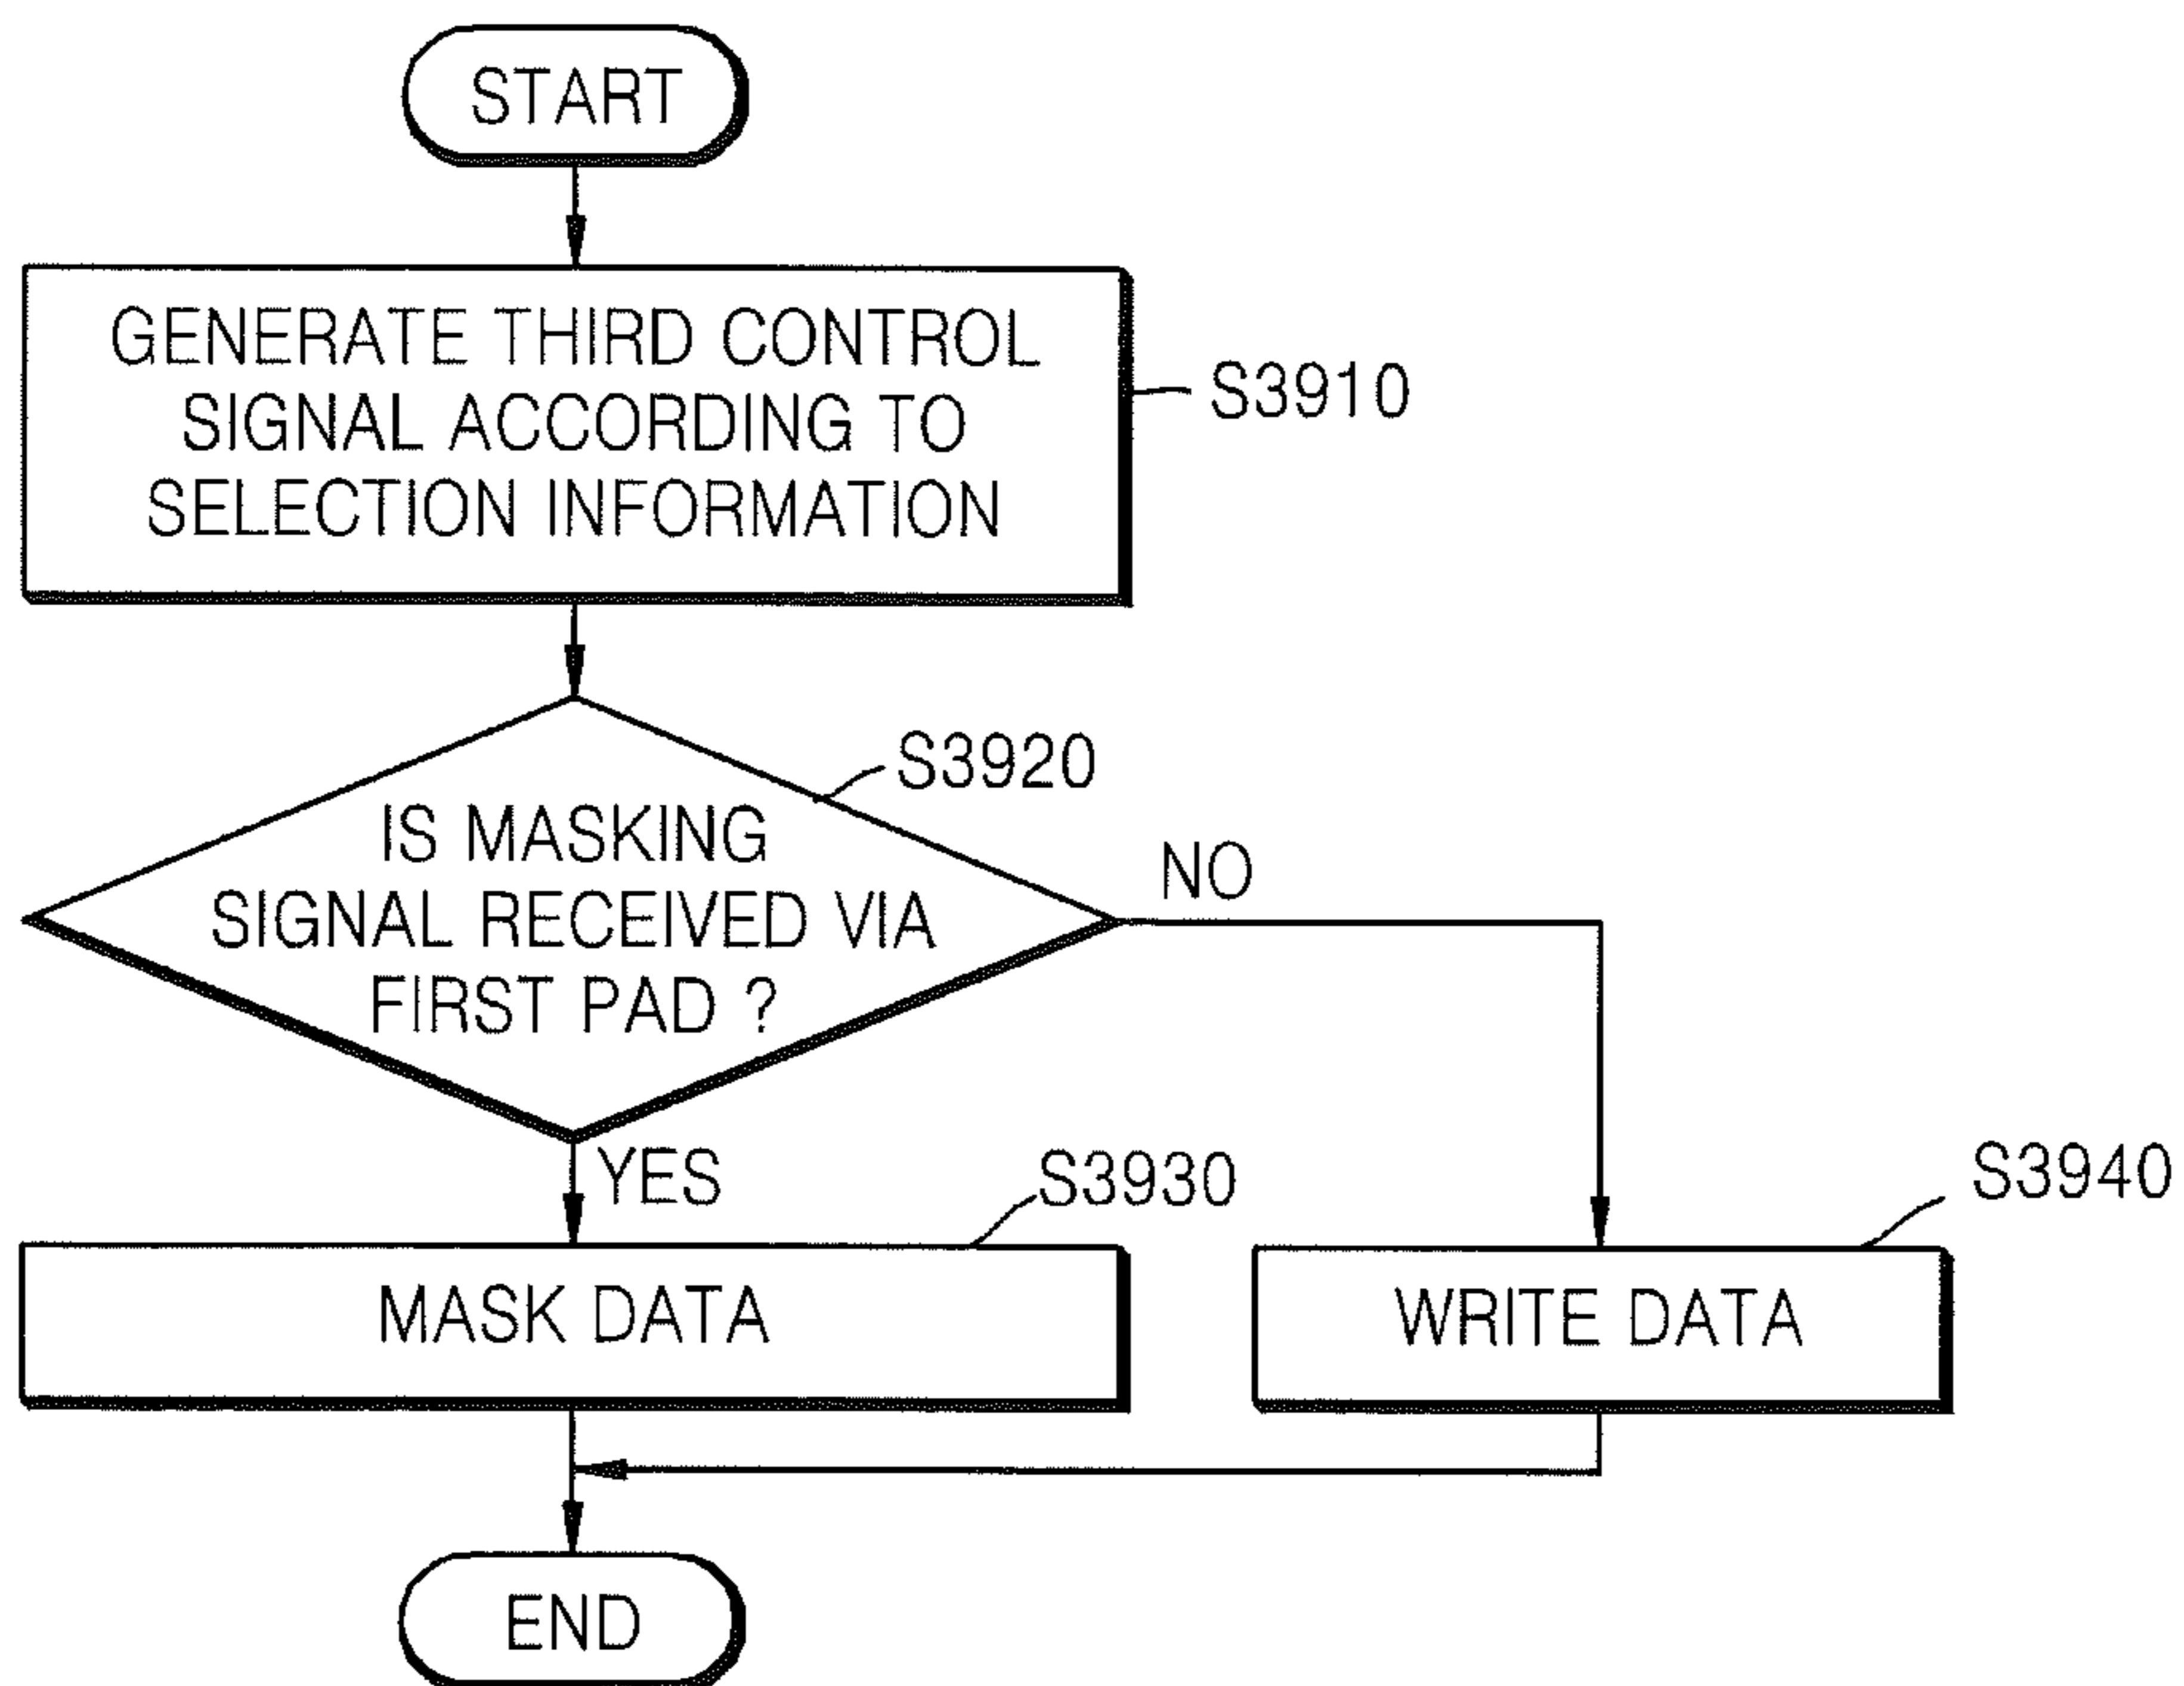 START
GENERATE THIRD CONTROL
SIGNAL ACCORDING TO
SELECTION INFORMATION
S3910
S3920
IS MASKING
SIGNAL RECEIVED VIA
FIRST PAD ?
NO
YES
S3930
S3940
MASK DATA
WRITE DATA
END